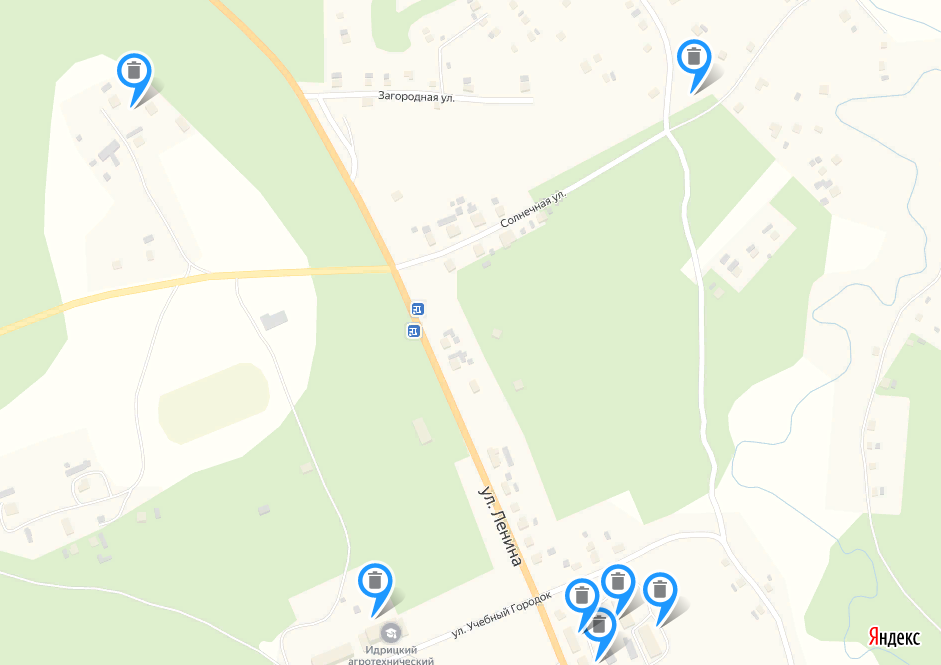 Загородная ул.
Солнечная ул.
ул. Ленина
ул. Учебный Городок
Идрицкий
агротехнический
Яндекс